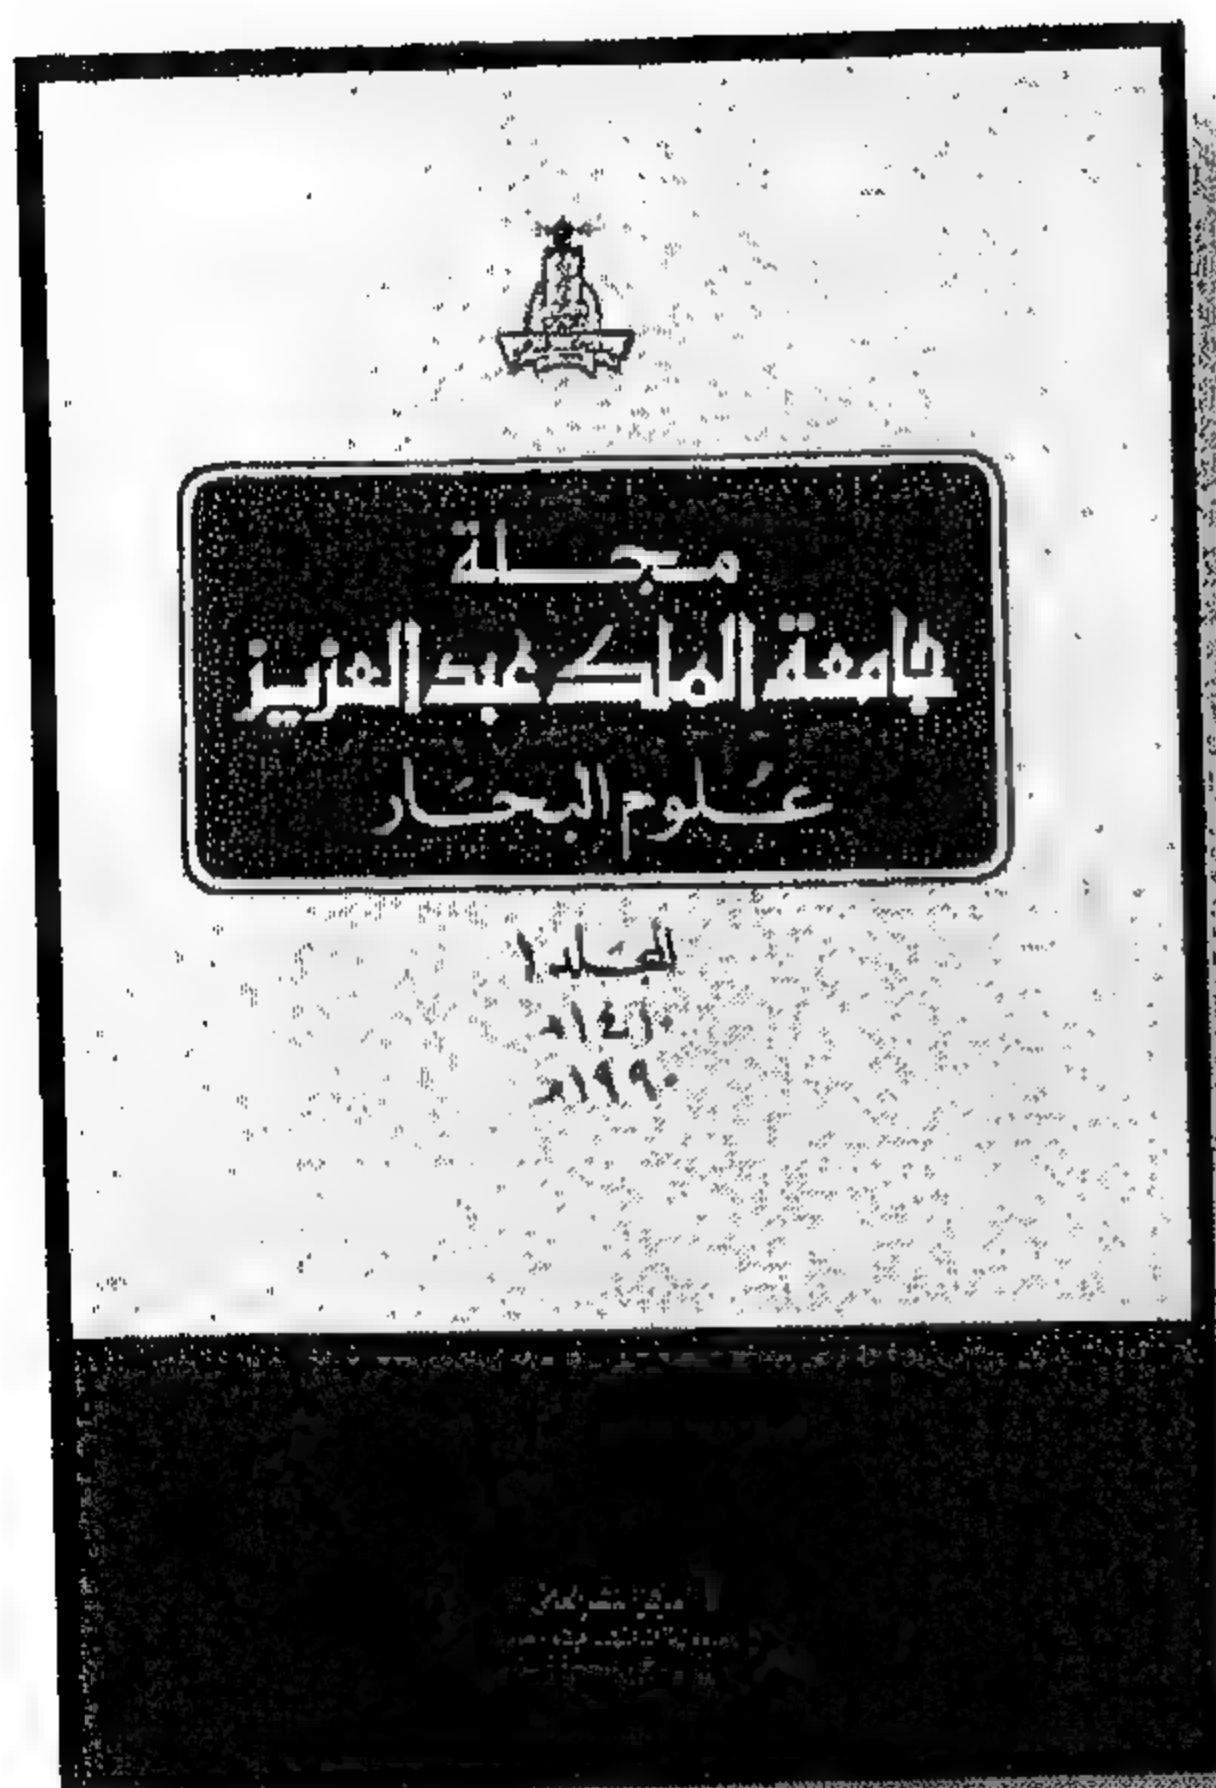 مجلة
جامعة الملك عبد العزيز
علوم البحار
المجلد ١
١٤١٠هـ
١٩٩٠م